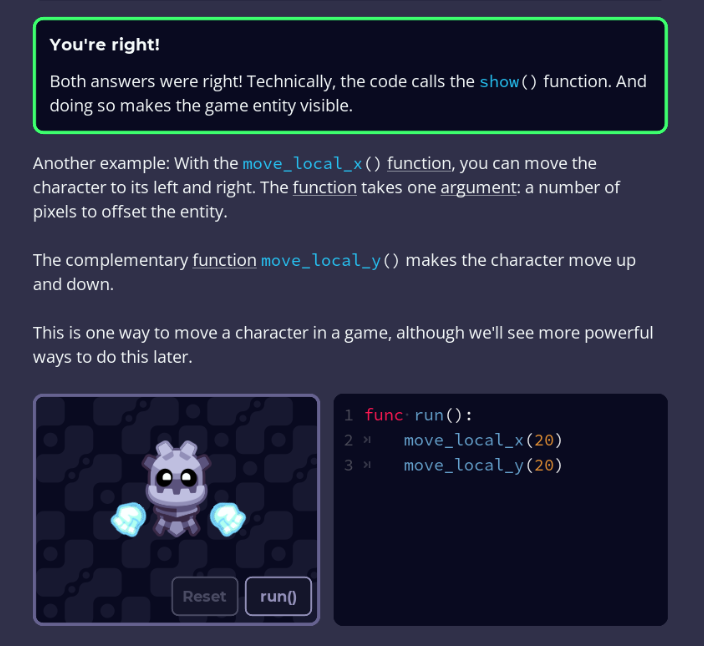 You're right!
Both answers were right! Technically, the code calls the show() function. And
doing so makes the game entity visible.
Another example: With the move_local_x() function, you can move the
character to its left and right. The function takes one argument: a number of
pixels to offset the entity.
The complementary function move_local_y() makes the character move up
and down.
This is one way to move a character in a game, although we'll see more powerful
ways to do this later.
Reset run()
1 func run():
2 move_local_x(20)
3 move_local_y(20)